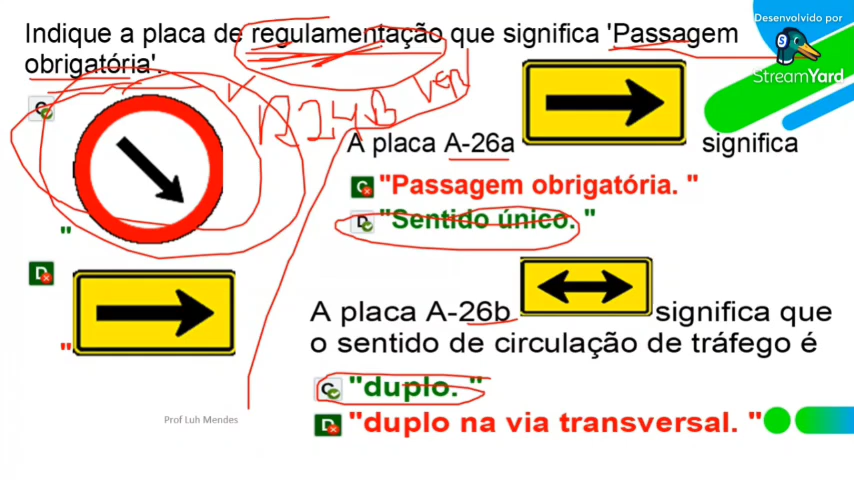 Indique a placa de regulamentação que significa 'Passagem
obrigatória'.
C
"
D
"
R24B
A placa A-26a significa
C "Passagem obrigatória. "
D "Sentido único. "
A placa A-26b significa que
o sentido de circulação de tráfego é
C "duplo. "
D "duplo na via transversal. "
Prof Luh Mendes
Desenvolvido por
StreamYard